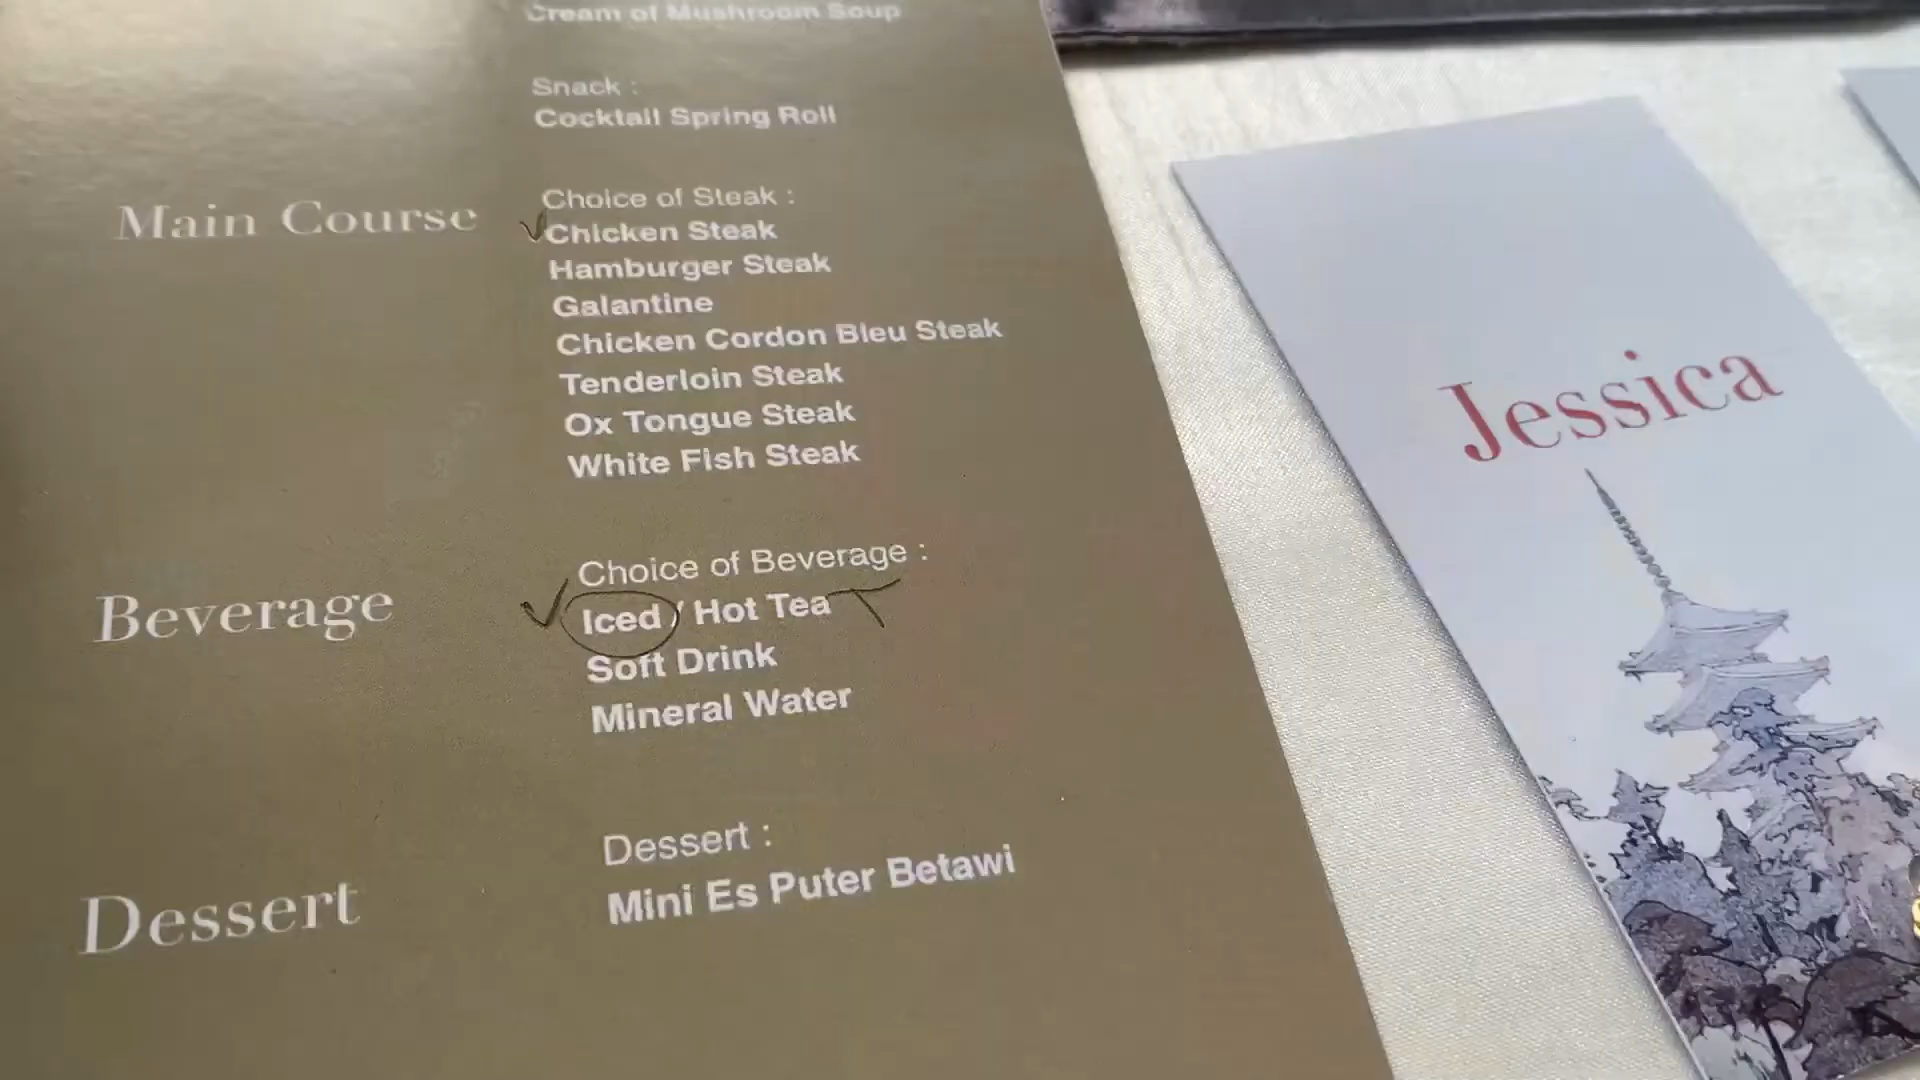 Cream of Mushroom Soup
Snack :
Cocktail Spring Roll
Main Course
Choice of Steak :
Chicken Steak
Hamburger Steak
Galantine
Chicken Cordon Bleu Steak
Tenderloin Steak
Ox Tongue Steak
White Fish Steak
Beverage
Choice of Beverage :
Iced / Hot Tea T
Soft Drink
Mineral Water
Dessert
Dessert :
Mini Es Puter Betawi
Jessica